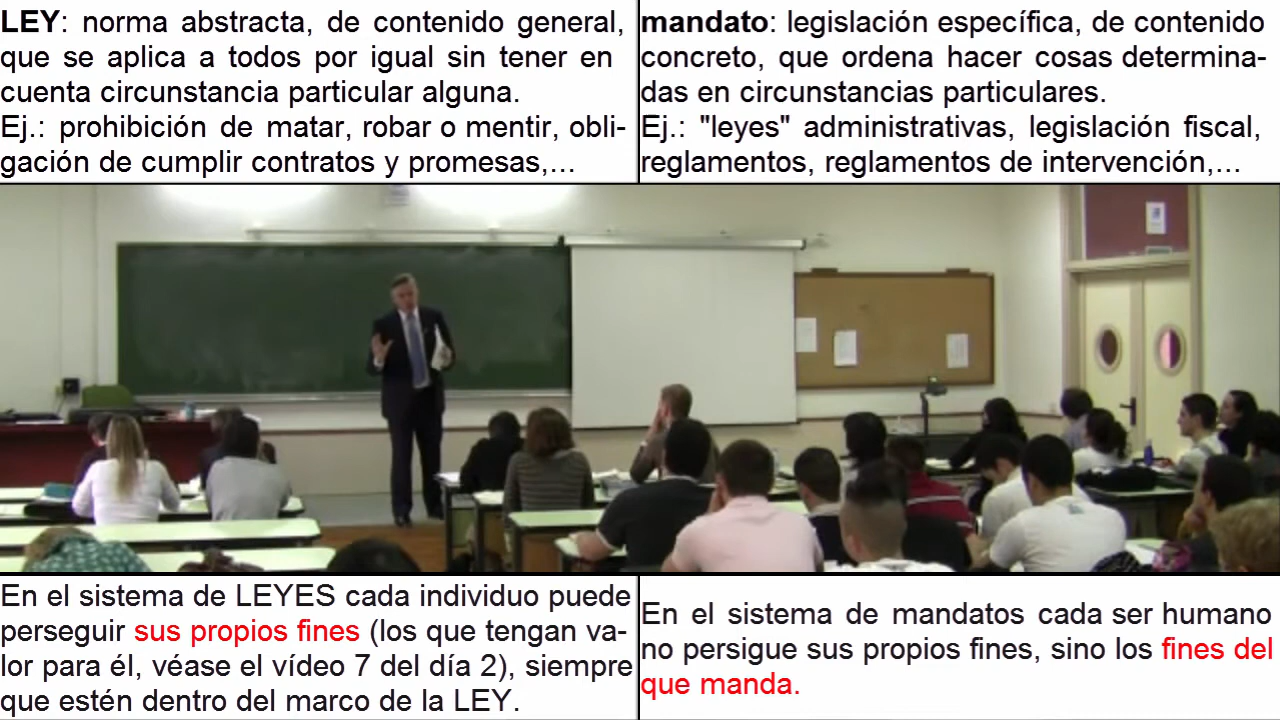 LEY: norma abstracta, de contenido general,
que se aplica a todos por igual sin tener en
cuenta circunstancia particular alguna.
Ej.: prohibición de matar, robar o mentir, obli-
gación de cumplir contratos y promesas,...
mandato: legislación específica, de contenido
concreto, que ordena hacer cosas determina-
das en circunstancias particulares.
Ej.: "leyes" administrativas, legislación fiscal,
reglamentos, reglamentos de intervención,...
En el sistema de LEYES cada individuo puede
perseguir sus propios fines (los que tengan va-
lor para él, véase el vídeo 7 del día 2), siempre
que estén dentro del marco de la LEY.
En el sistema de mandatos cada ser humano
no persigue sus propios fines, sino los fines del
que manda.